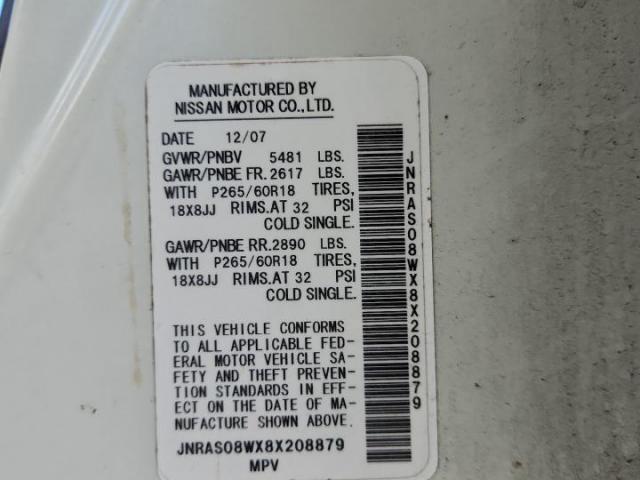 MANUFACTURED BY
NISSAN MOTOR CO.,LTD.
DATE 12/07
GVWR/PNBV 5481 LBS.
GAWR/PNBE FR. 2617 LBS.
WITH P265/60R18 TIRES,
18X8JJ RIMS.AT 32 PSI
COLD SINGLE.
GAWR/PNBE RR.2890 LBS.
WITH P265/60R18 TIRES,
18X8JJ RIMS.AT 32 PSI
COLD SINGLE.
THIS VEHICLE CONFORMS
TO ALL APPLICABLE FED-
ERAL MOTOR VEHICLE SA-
FETY AND THEFT PREVEN-
TION STANDARDS IN EFF-
ECT ON THE DATE OF MA-
NUFACTURE SHOWN ABOVE.
JNRAS08WX8X208879
MPV
JNRAS08WX8X208879